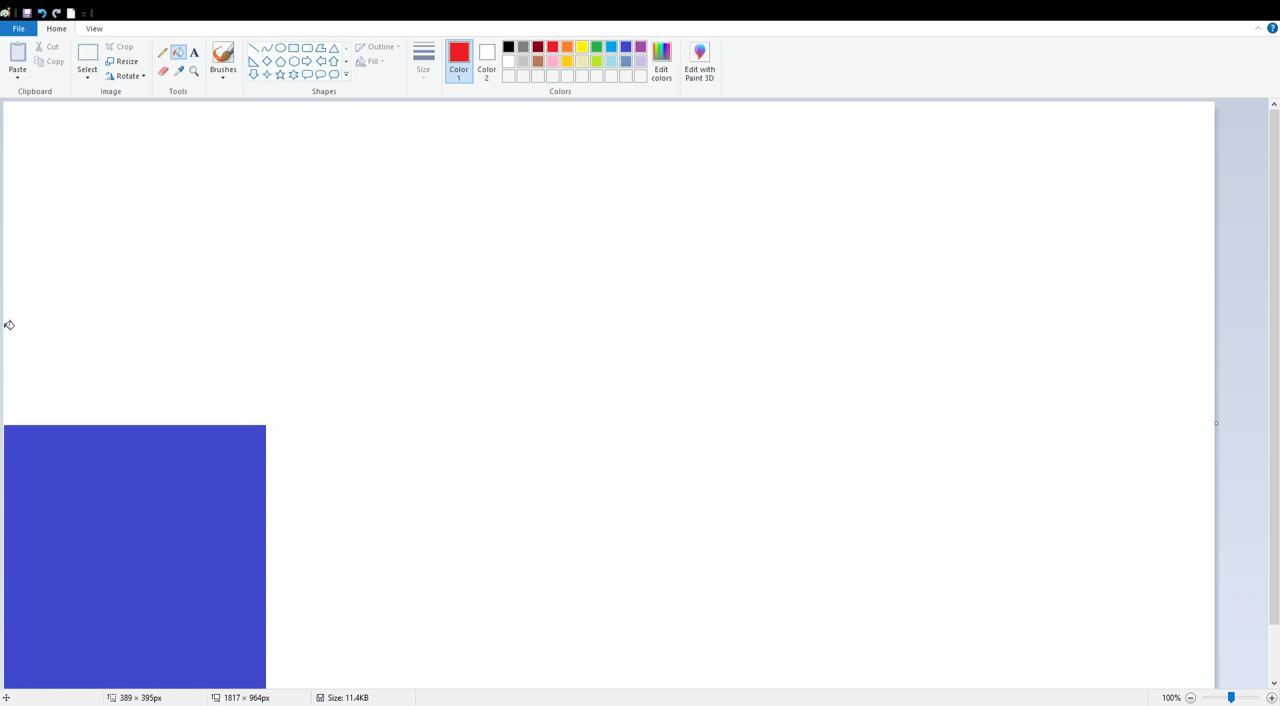 File Home View
Paste Cut Copy Clipboard
Select Crop Resize Rotate Image
A Tools
Brushes
Outline Fill Shapes
Size
Color 1 Color 2 Edit colors Colors
Edit with Paint 3D
389 × 395px 1817 × 964px Size: 11.4KB 100%